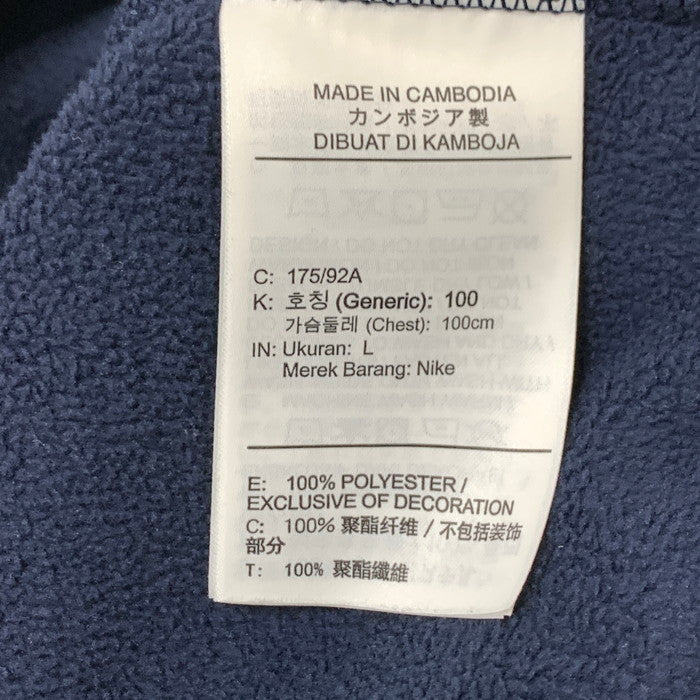 MADE IN CAMBODIA
カンボジア製
DIBUAT DI KAMBOJA
C: 175/92A
K: 호칭 (Generic): 100
가슴둘레 (Chest): 100cm
IN: Ukuran: L
Merek Barang: Nike
E: 100% POLYESTER /
EXCLUSIVE OF DECORATION
C: 100% 聚酯纤维 / 不包括装饰
部分
T: 100% 聚酯纖維